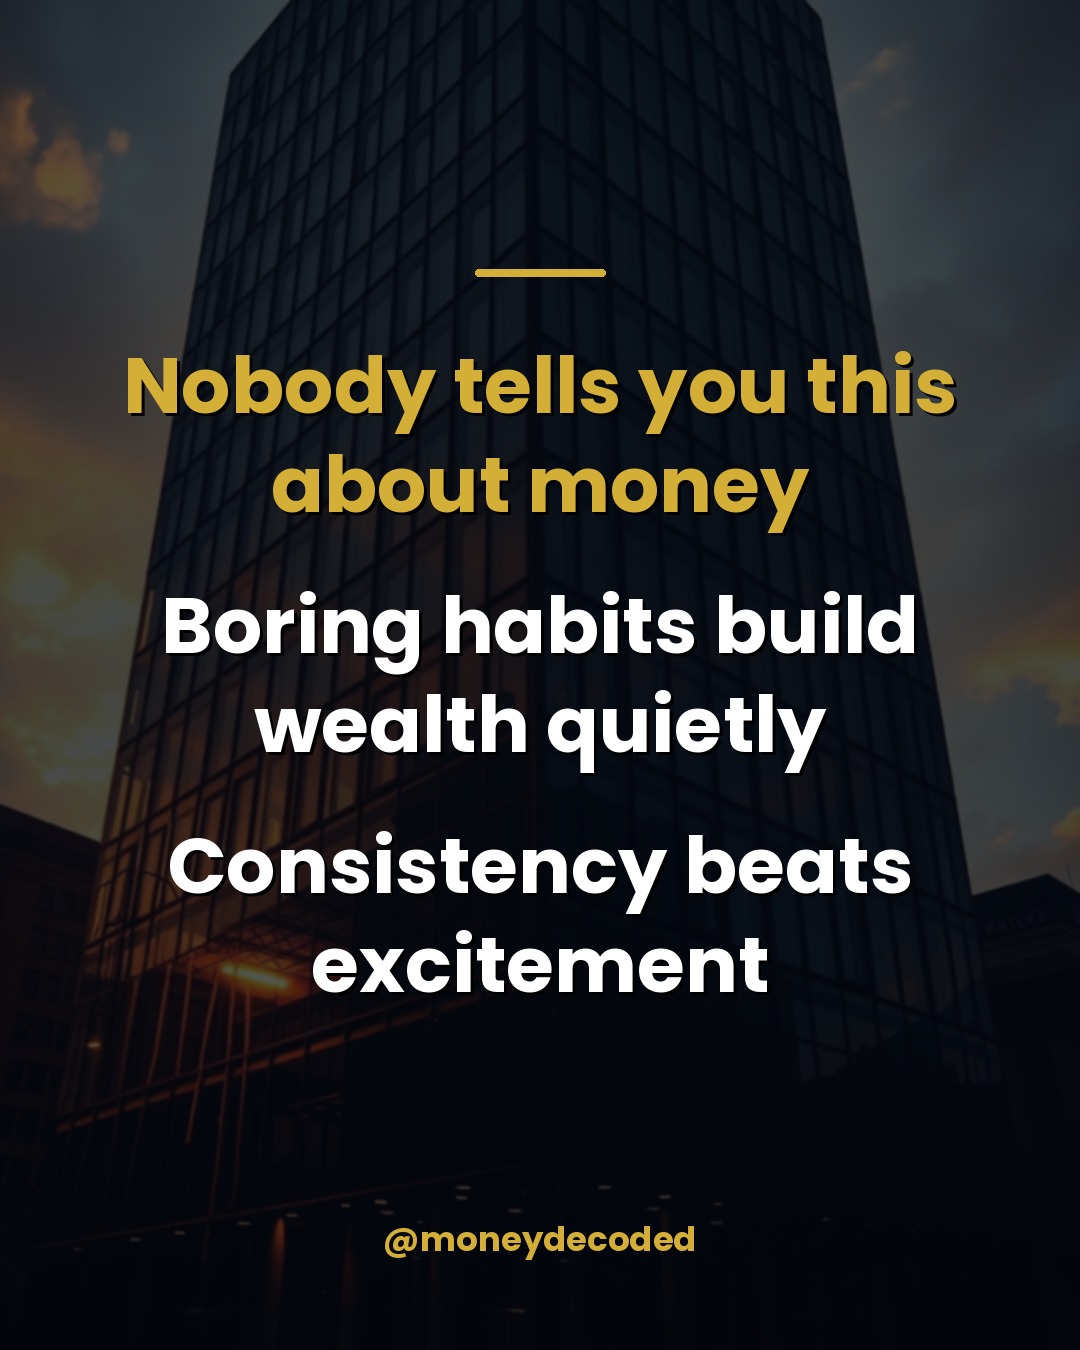 Nobody tells you this
about money
Boring habits build
wealth quietly
Consistency beats
excitement
@moneydecoded